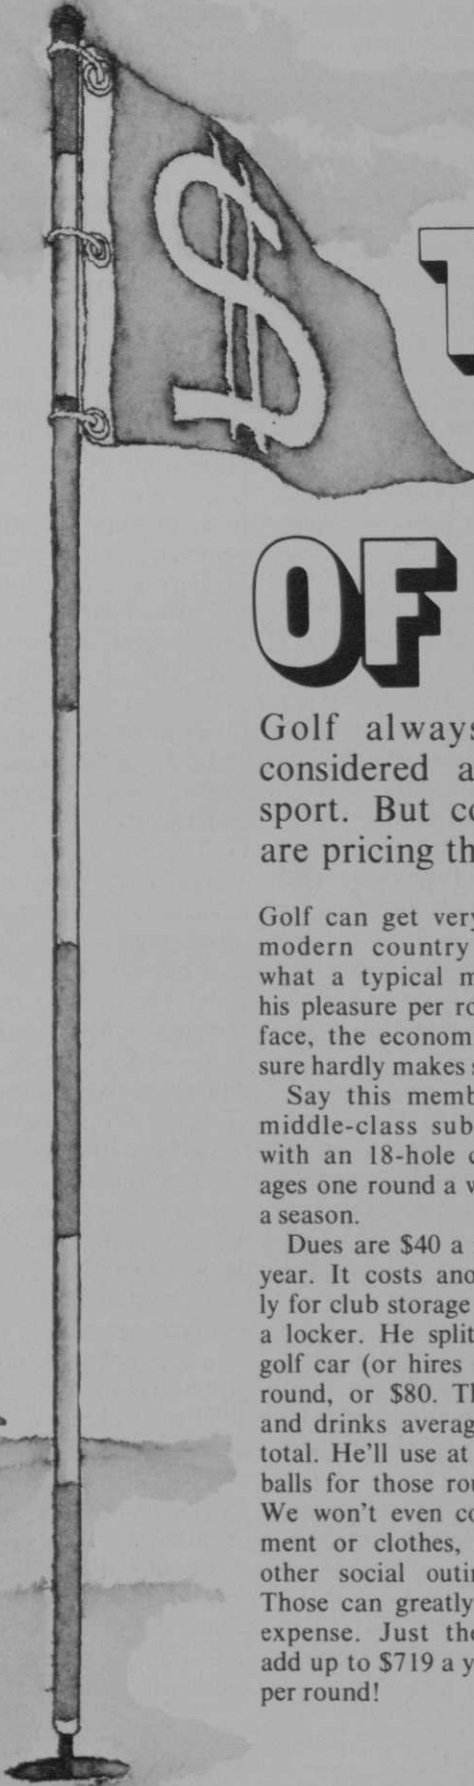 $
T
OF
Golf always
considered a
sport. But co
are pricing th
Golf can get very
modern country
what a typical m
his pleasure per ro
face, the econom
sure hardly makes s
Say this memb
middle-class sub
with an 18-hole c
ages one round a w
a season.
Dues are $40 a
year. It costs ano
ly for club storage
a locker. He split
golf car (or hires
round, or $80. Th
and drinks averag
total. He'll use at
balls for those rou
We won't even co
ment or clothes,
other social outin
Those can greatly
expense. Just the
add up to $719 a y
per round!